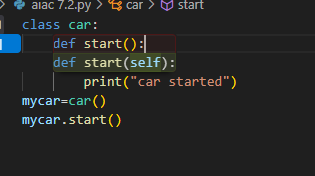 aiac 7.2.py > car > start
class car:
    def start():
    def start(self):
        print("car started")
mycar=car()
mycar.start()